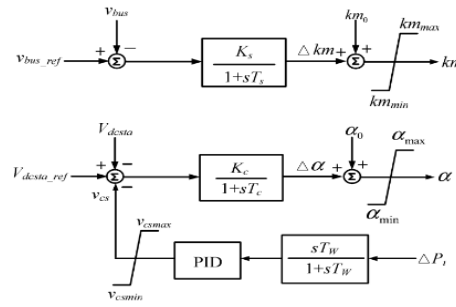 v_bus
v_bus_ref
+
−
Σ
K_s
1+sT_s
△km
+
km_0
+
Σ
km_max
km_min
km
V_dcsta
V_dcsta_ref
+
−
−
Σ
v_cs
K_c
1+sT_c
△α
+
α_0
+
Σ
α_max
α_min
α
v_csmax
v_csmin
PID
sT_W
1+sT_W
△P_t